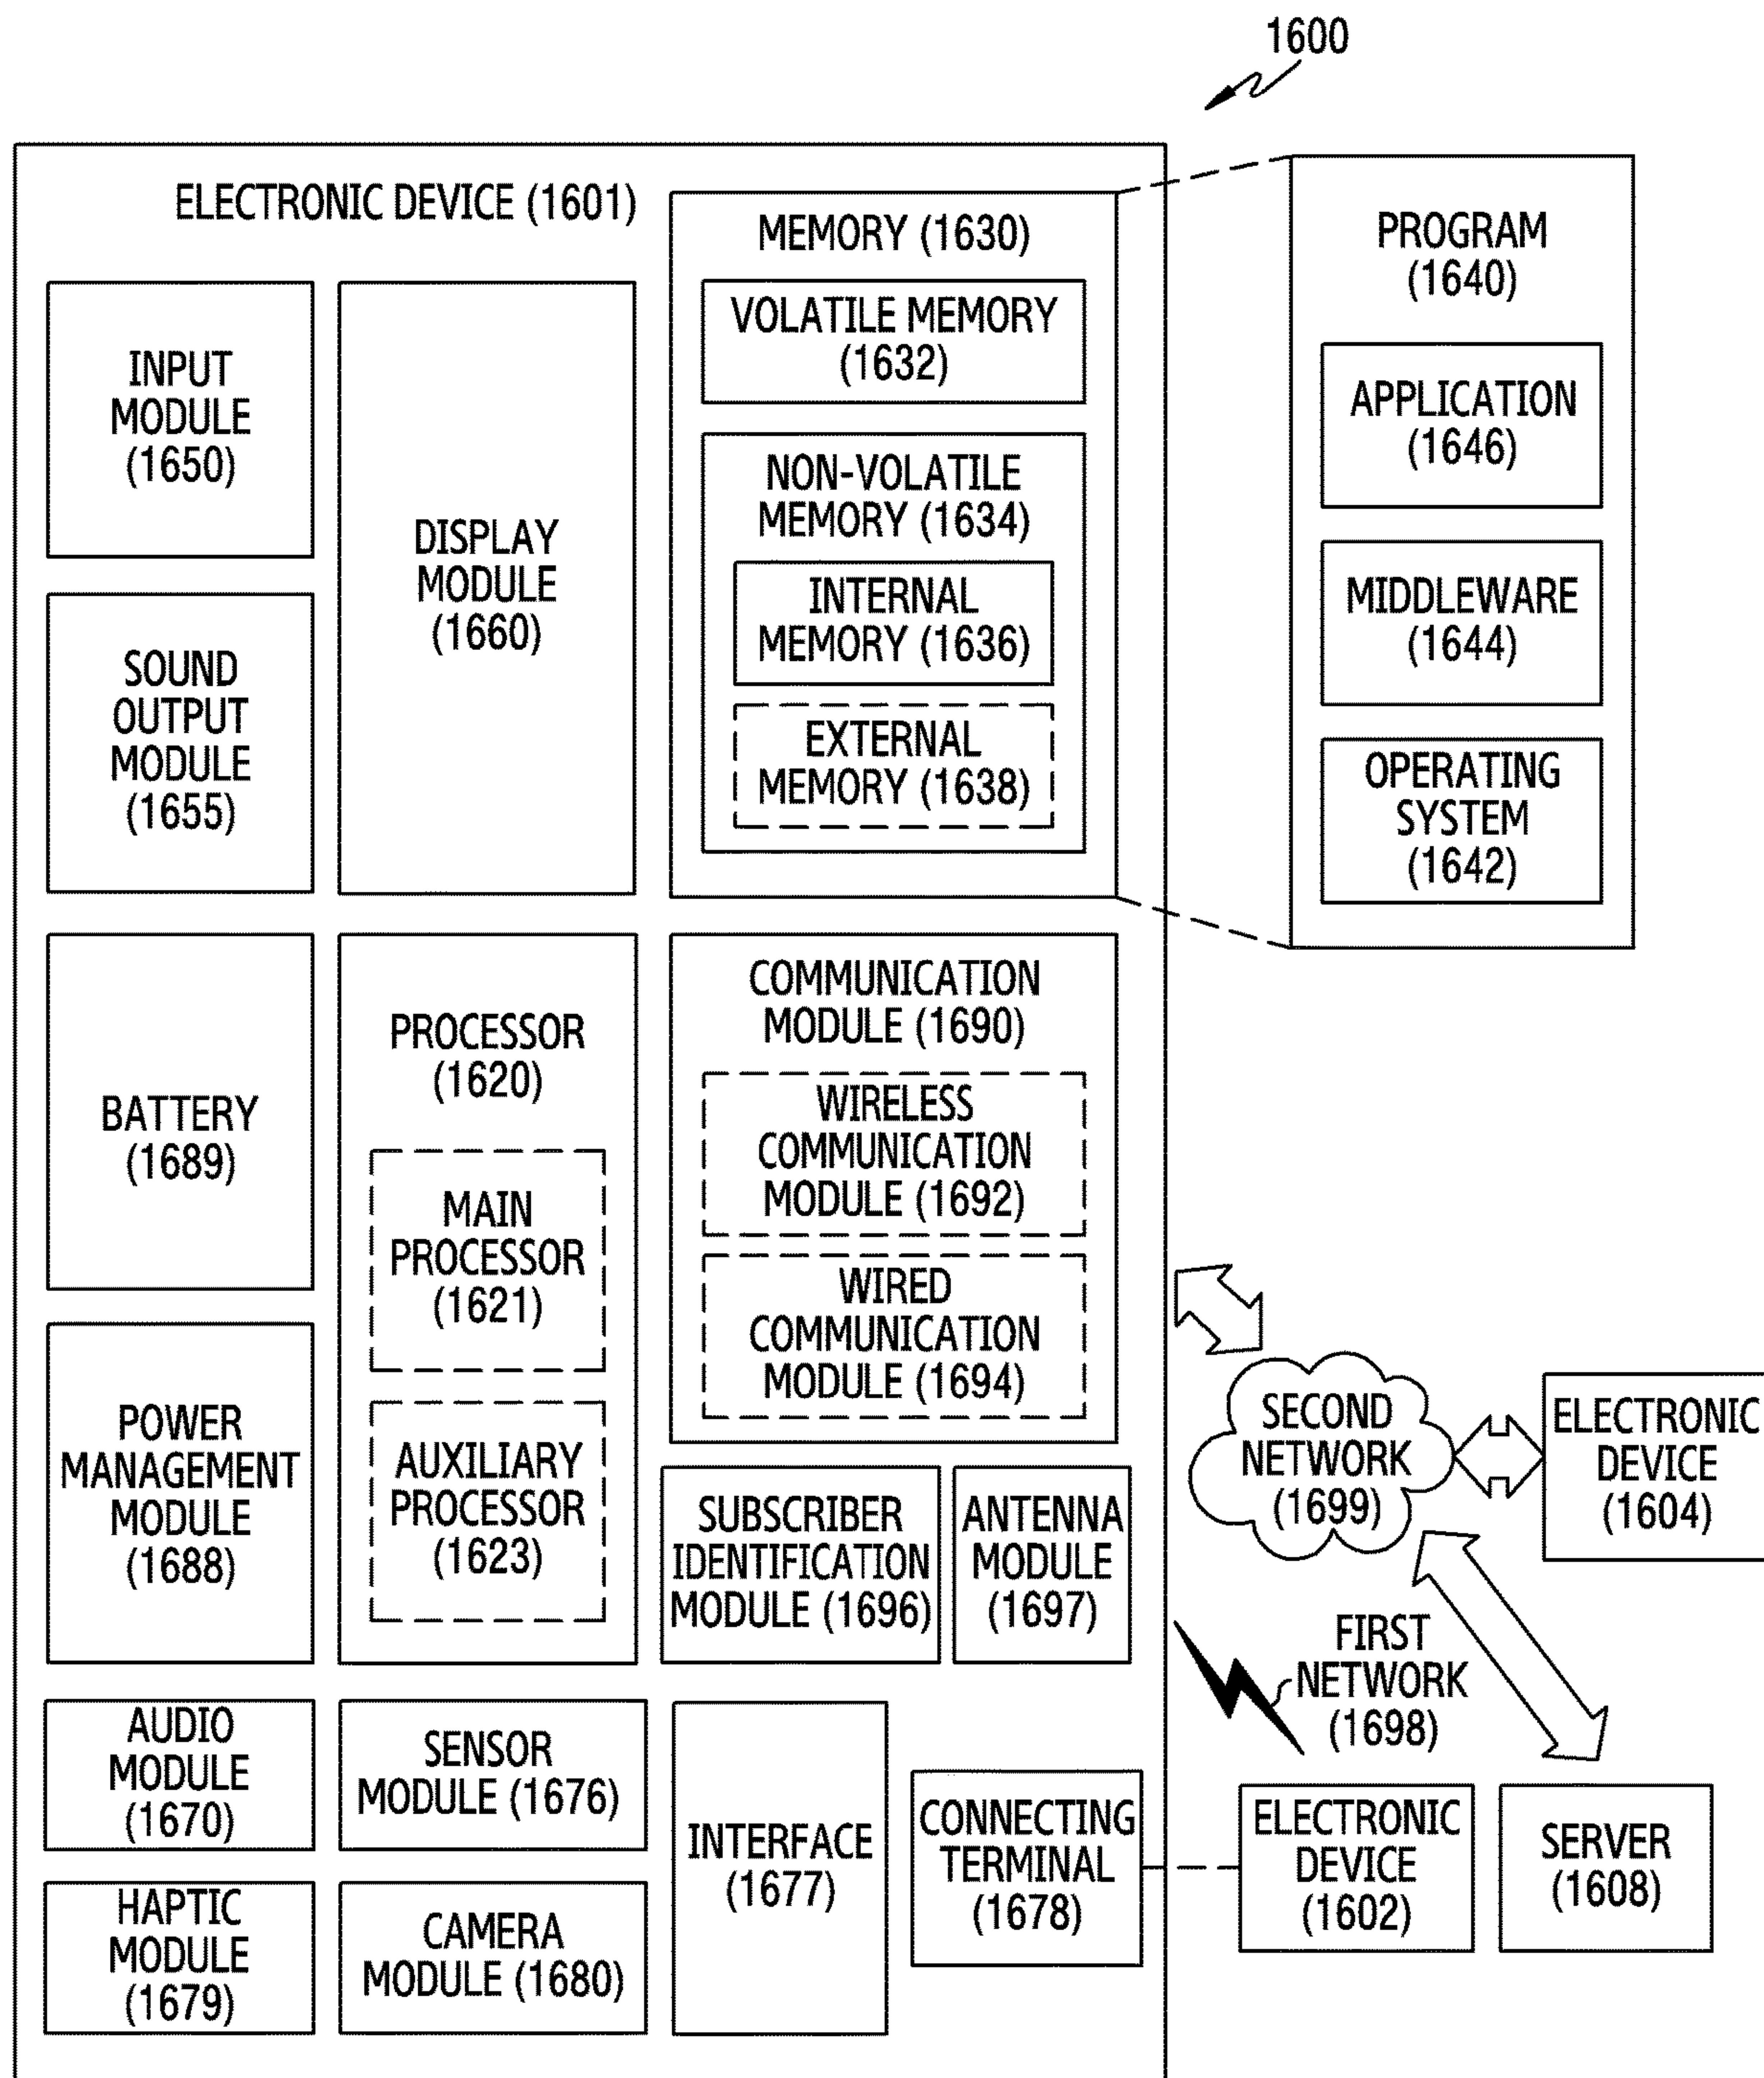 1600
ELECTRONIC DEVICE (1601)
INPUT
MODULE
(1650)
DISPLAY
MODULE
(1660)
SOUND
OUTPUT
MODULE
(1655)
MEMORY (1630)
VOLATILE MEMORY
(1632)
NON-VOLATILE
MEMORY (1634)
INTERNAL
MEMORY (1636)
EXTERNAL
MEMORY (1638)
PROGRAM
(1640)
APPLICATION
(1646)
MIDDLEWARE
(1644)
OPERATING
SYSTEM
(1642)
BATTERY
(1689)
POWER
MANAGEMENT
MODULE
(1688)
PROCESSOR
(1620)
MAIN
PROCESSOR
(1621)
AUXILIARY
PROCESSOR
(1623)
COMMUNICATION
MODULE (1690)
WIRELESS
COMMUNICATION
MODULE (1692)
WIRED
COMMUNICATION
MODULE (1694)
SUBSCRIBER
IDENTIFICATION
MODULE (1696)
ANTENNA
MODULE
(1697)
SECOND
NETWORK
(1699)
ELECTRONIC
DEVICE
(1604)
FIRST
NETWORK
(1698)
AUDIO
MODULE
(1670)
SENSOR
MODULE (1676)
HAPTIC
MODULE
(1679)
CAMERA
MODULE (1680)
INTERFACE
(1677)
CONNECTING
TERMINAL
(1678)
ELECTRONIC
DEVICE
(1602)
SERVER
(1608)